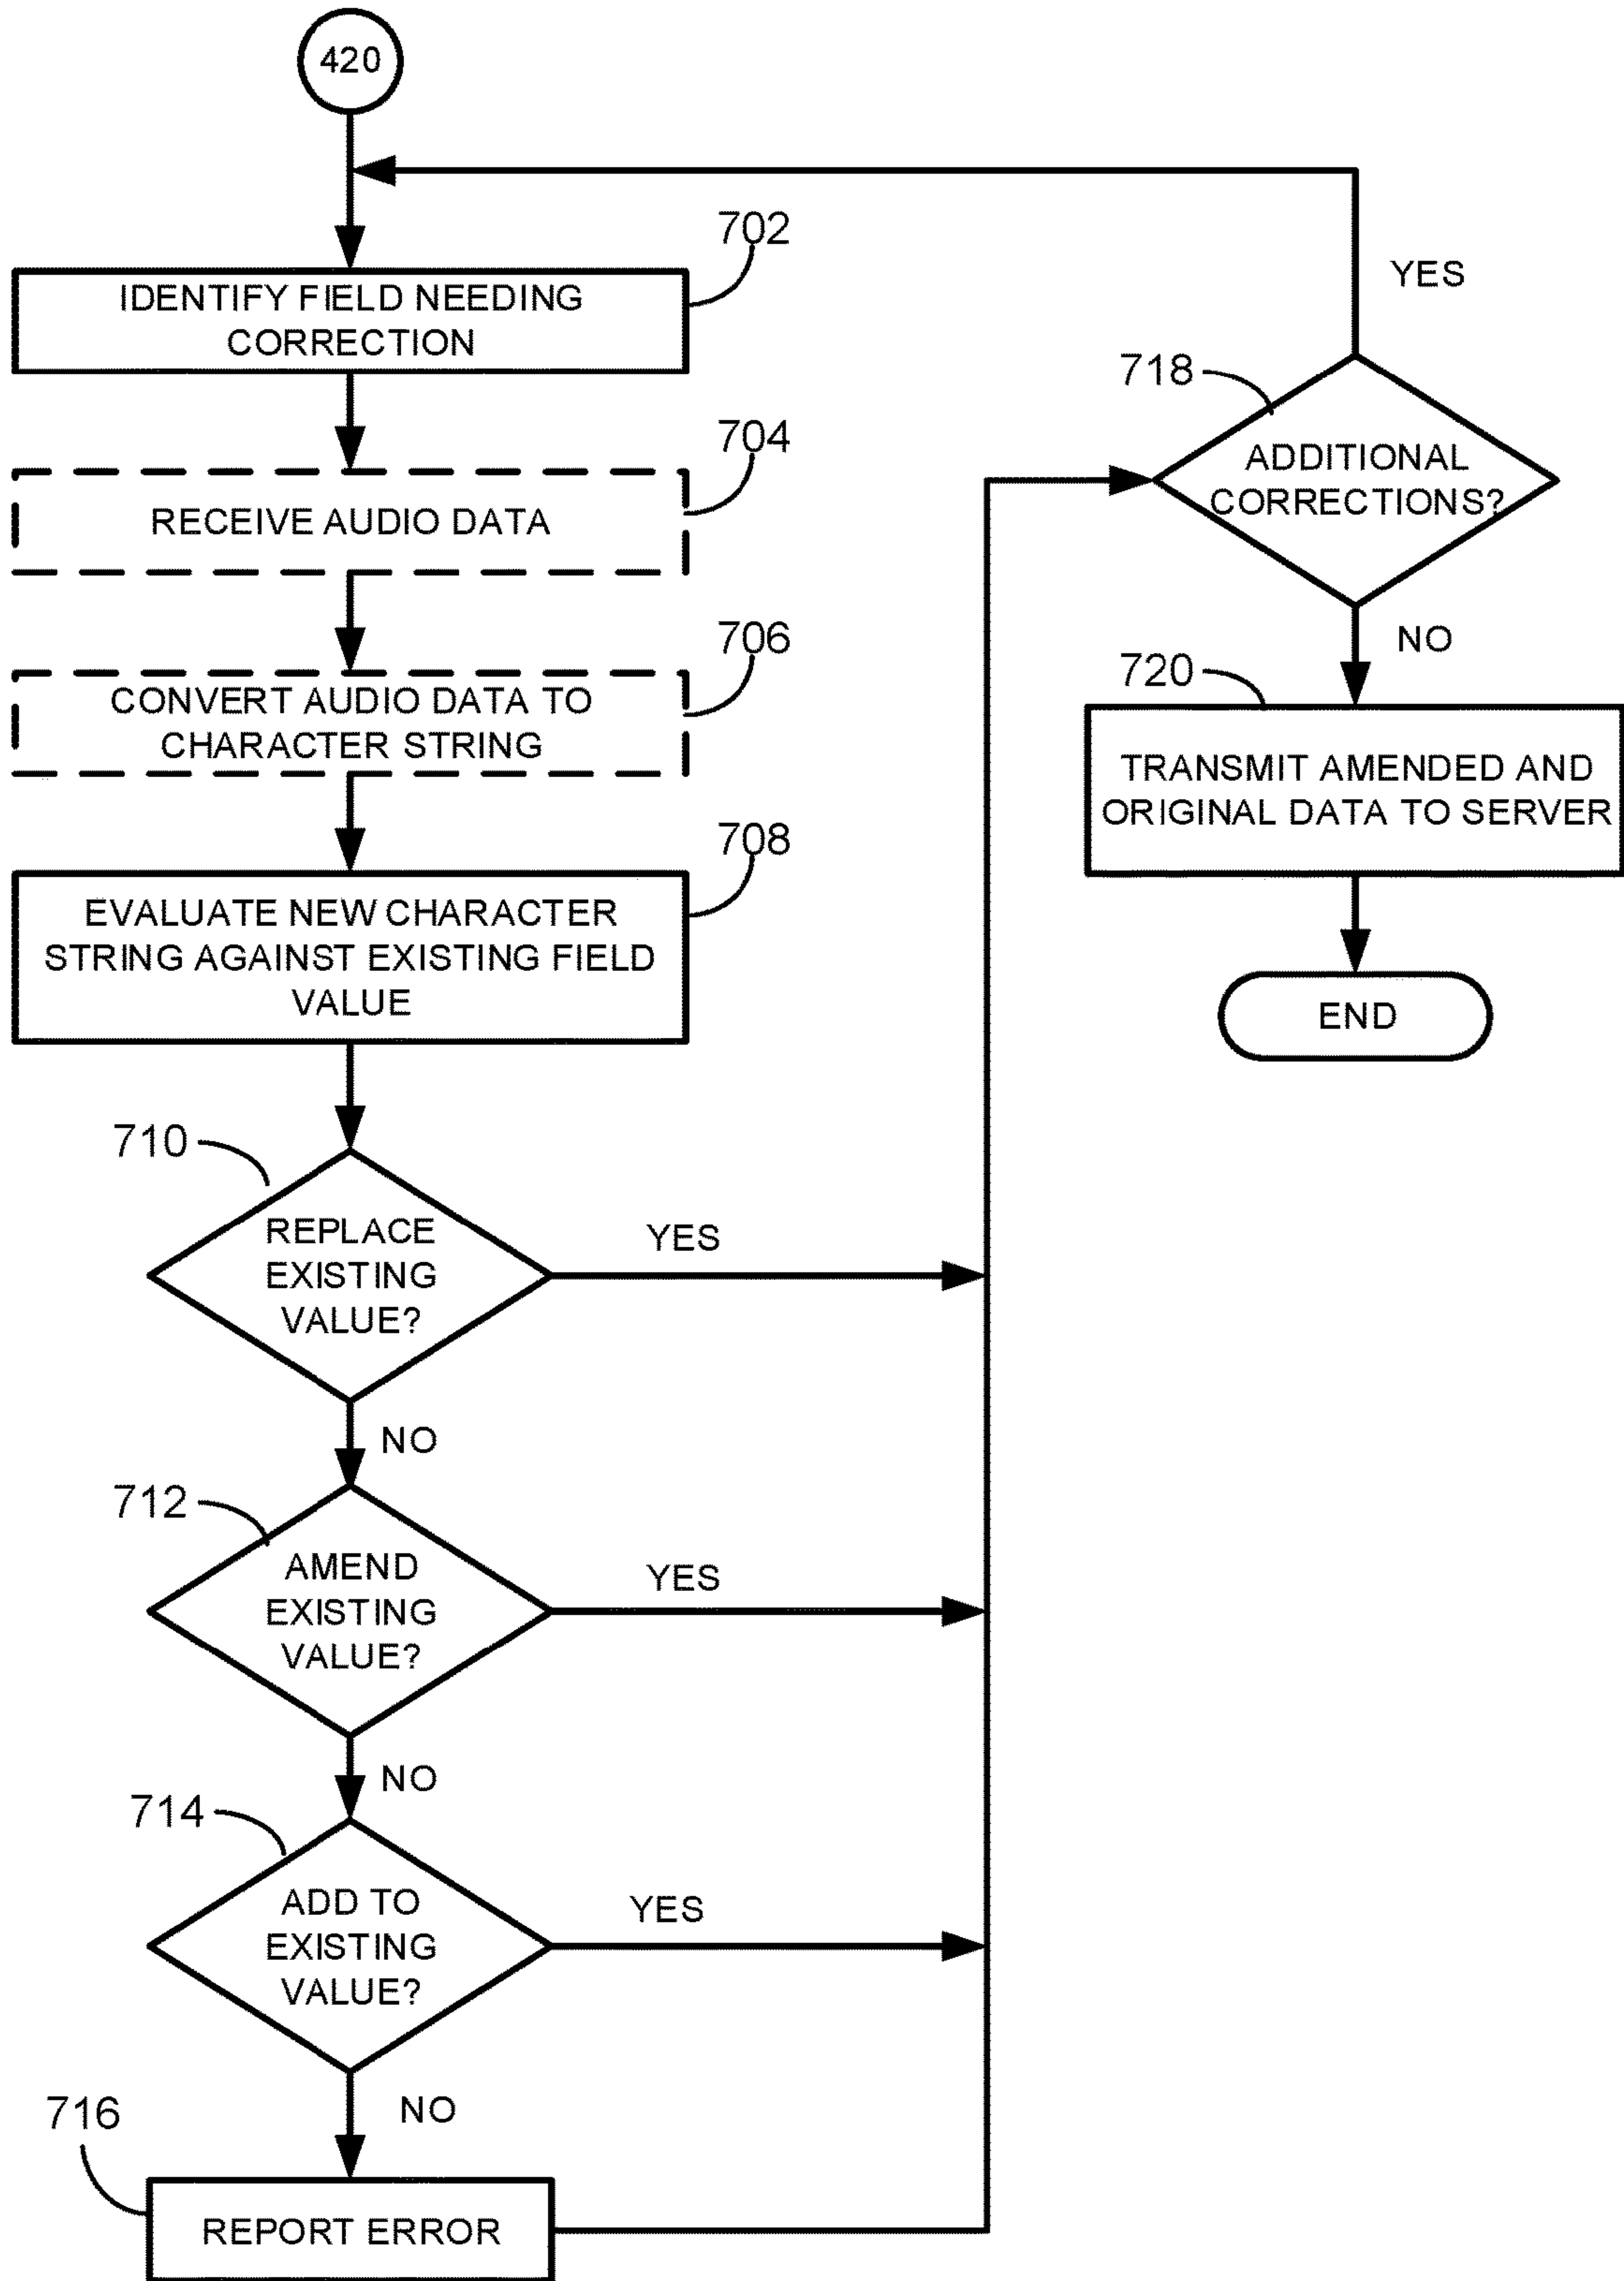 420
702
IDENTIFY FIELD NEEDING
CORRECTION
704
RECEIVE AUDIO DATA
706
CONVERT AUDIO DATA TO
CHARACTER STRING
708
EVALUATE NEW CHARACTER
STRING AGAINST EXISTING FIELD
VALUE
710
REPLACE
EXISTING
VALUE?
YES
NO
712
AMEND
EXISTING
VALUE?
YES
NO
714
ADD TO
EXISTING
VALUE?
YES
NO
716
REPORT ERROR
YES
718
ADDITIONAL
CORRECTIONS?
NO
720
TRANSMIT AMENDED AND
ORIGINAL DATA TO SERVER
END